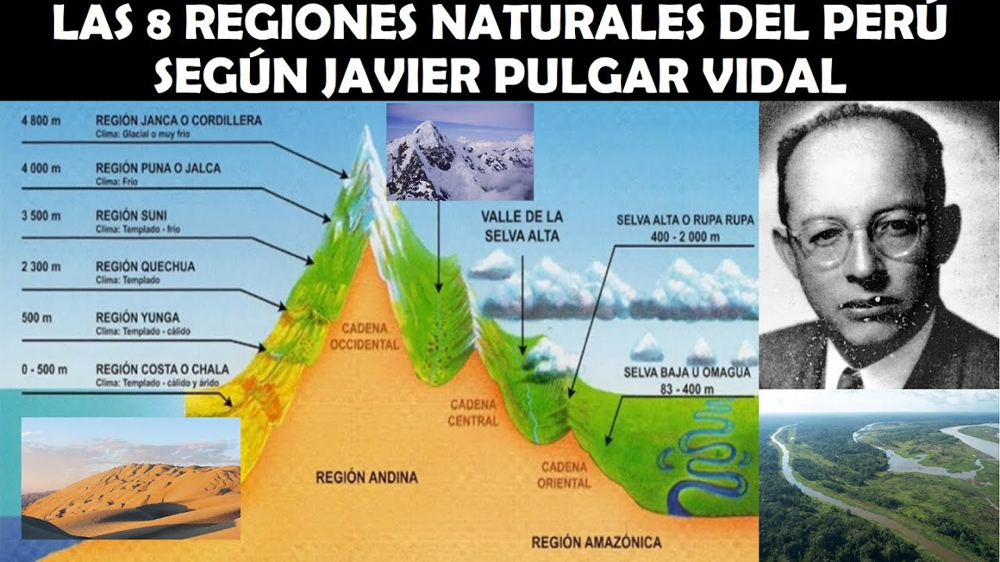 LAS 8 REGIONES NATURALES DEL PERÚ
SEGÚN JAVIER PULGAR VIDAL
4 800 m REGIÓN JANCA O CORDILLERA
Clima: Glacial o muy frio
4 000 m REGIÓN PUNA O JALCA
Clima: Frio
3 500 m REGIÓN SUNI
Clima: Templado - frio
2 300 m REGIÓN QUECHUA
Clima: Templado
500 m REGIÓN YUNGA
Clima: Templado - cálido
0 - 500 m REGIÓN COSTA O CHALA
Clima: Templado - cálido y árido
VALLE DE LA
SELVA ALTA
SELVA ALTA O RUPA RUPA
400 - 2 000 m
CADENA
OCCIDENTAL
SELVA BAJA U OMAGUA
83 - 400 m
CADENA
CENTRAL
CADENA
ORIENTAL
REGIÓN ANDINA
REGIÓN AMAZÓNICA